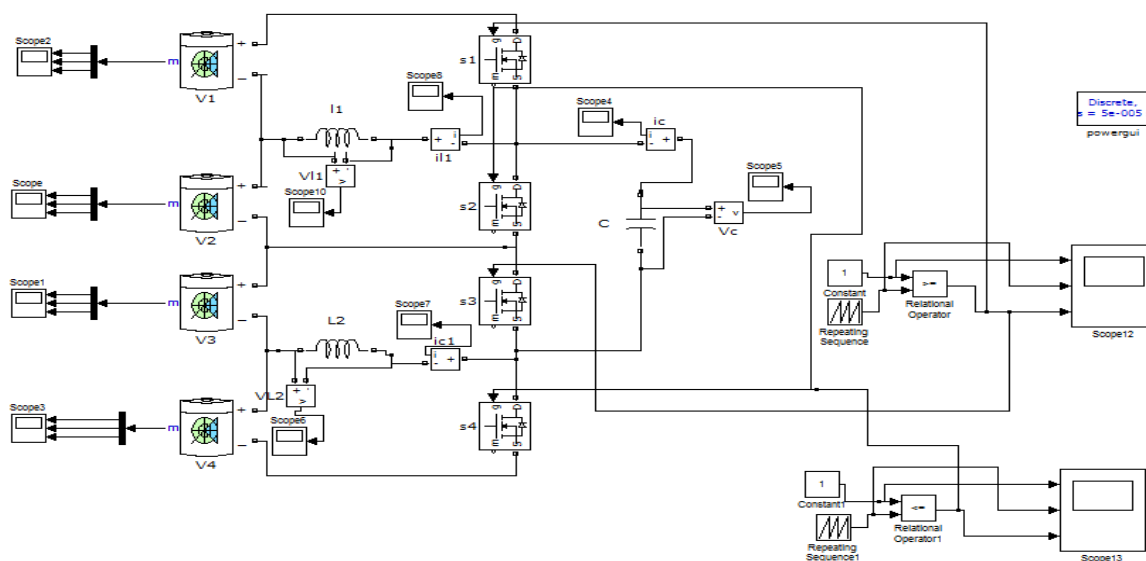 Scope2
m
+
−
V1
s1
g
D
m
S
Scope8
l1
+
i
-
il1
Vl1
+
-
v
Scope10
Scope4
ic
i
+
-
Discrete,
s = 5e-005
powergui
Scope5
Scope
m
+
−
V2
s2
g
D
m
S
C
+
-
v
Vc
Scope1
m
+
−
V3
s3
g
D
m
S
Scope7
ic1
i
+
-
L2
VL2
+
-
v
Scope6
1
Constant
>=
Relational
Operator
Repeating
Sequence
Scope12
Scope3
m
+
−
V4
s4
g
D
m
S
1
Constant1
<=
Relational
Operator1
Repeating
Sequence1
Scope13